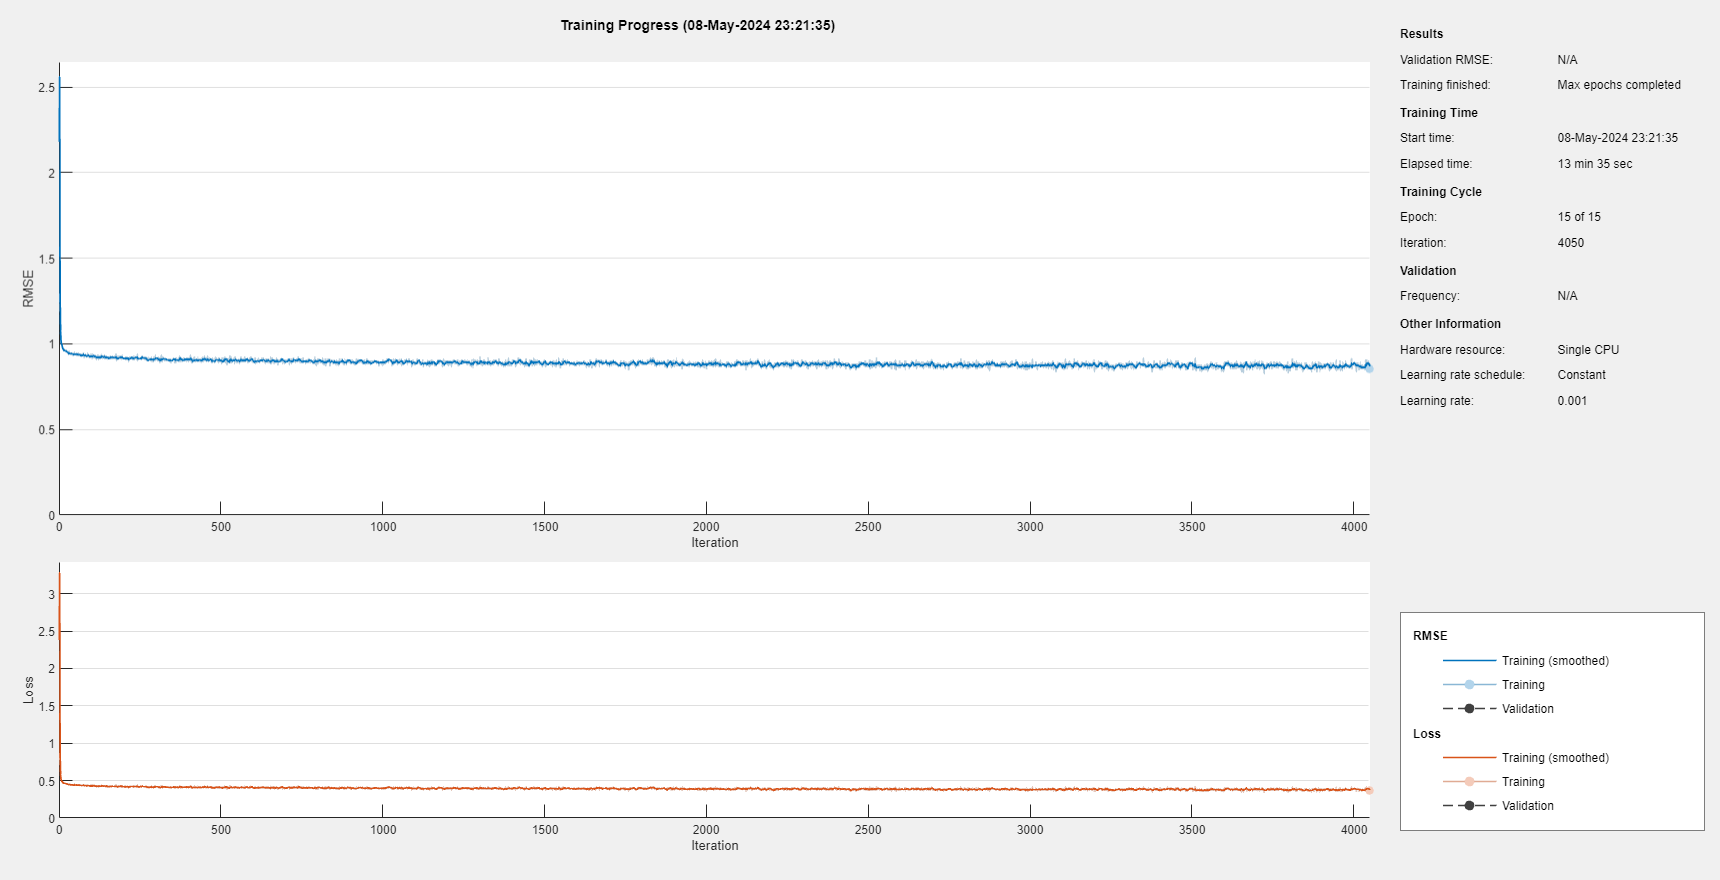 Training Progress (08-May-2024 23:21:35)
RMSE
2.5
2
1.5
1
0.5
0
0 500 1000 1500 2000 2500 3000 3500 4000
Iteration
Loss
3
2.5
2
1.5
1
0.5
0
0 500 1000 1500 2000 2500 3000 3500 4000
Iteration
Results
Validation RMSE: N/A
Training finished: Max epochs completed
Training Time
Start time: 08-May-2024 23:21:35
Elapsed time: 13 min 35 sec
Training Cycle
Epoch: 15 of 15
Iteration: 4050
Validation
Frequency: N/A
Other Information
Hardware resource: Single CPU
Learning rate schedule: Constant
Learning rate: 0.001
RMSE
Training (smoothed)
Training
Validation
Loss
Training (smoothed)
Training
Validation